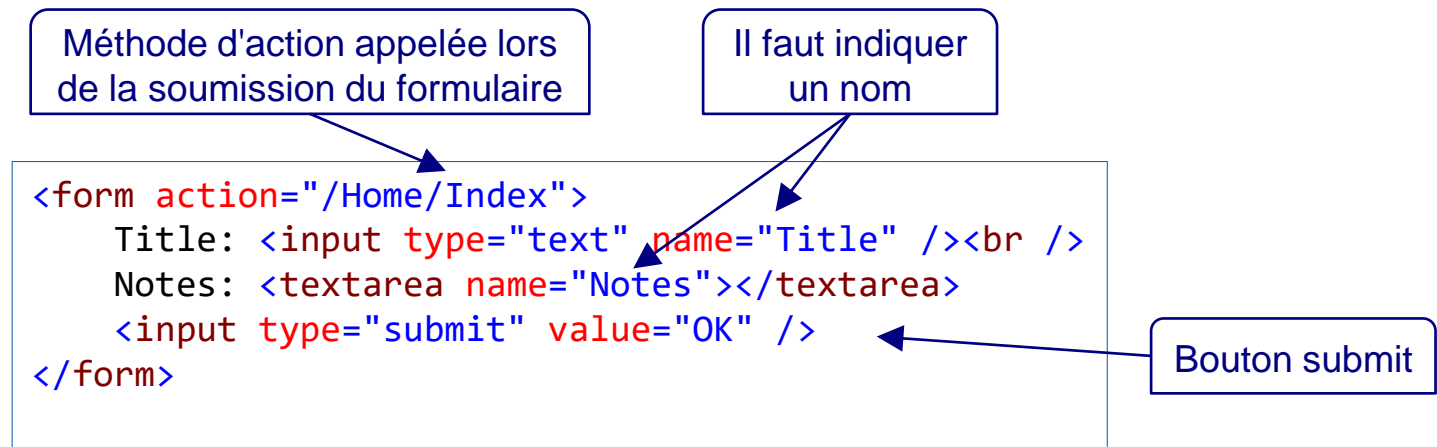 Méthode d'action appelée lors
de la soumission du formulaire
Il faut indiquer
un nom
<form action="/Home/Index">
    Title: <input type="text" name="Title" /><br />
    Notes: <textarea name="Notes"></textarea>
    <input type="submit" value="OK" />
</form>
Bouton submit